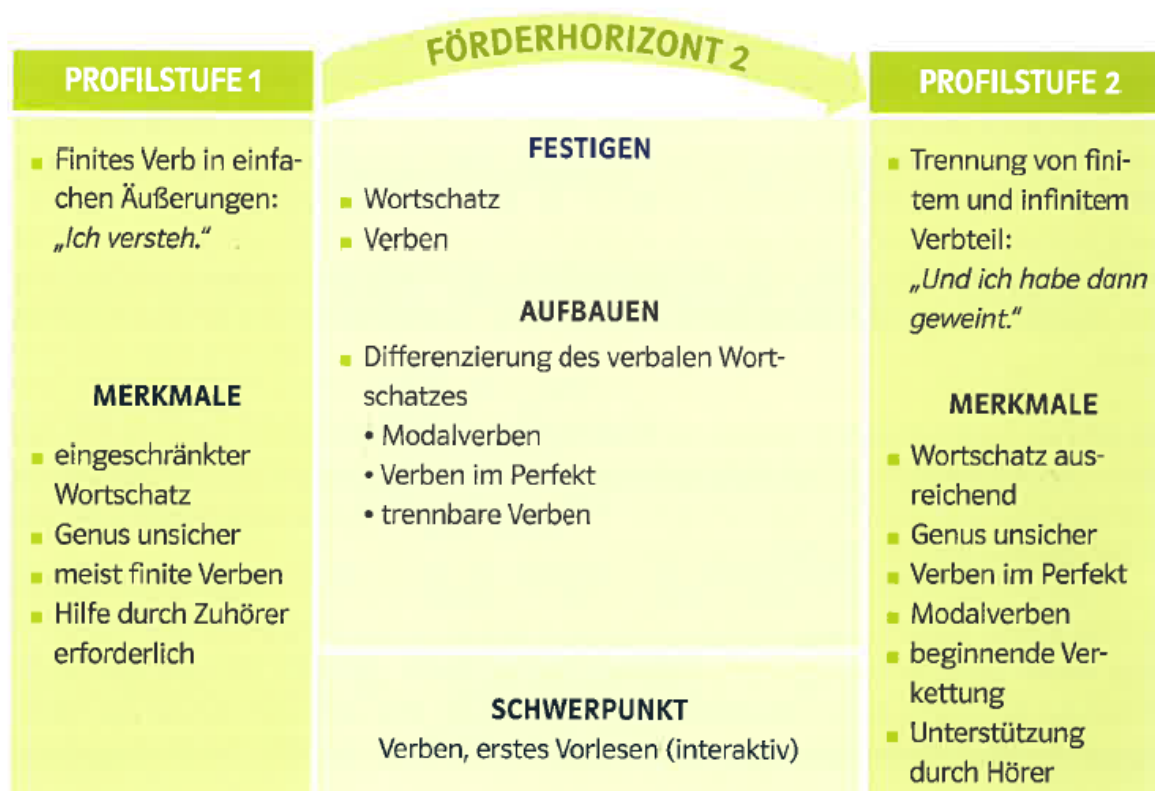 FÖRDERHORIZONT 2
PROFILSTUFE 1
Finites Verb in einfa-
chen Äußerungen:
„Ich versteh.“
MERKMALE
eingeschränkter
Wortschatz
Genus unsicher
meist finite Verben
Hilfe durch Zuhörer
erforderlich
FESTIGEN
Wortschatz
Verben
AUFBAUEN
Differenzierung des verbalen Wort-
schatzes
• Modalverben
• Verben im Perfekt
• trennbare Verben
SCHWERPUNKT
Verben, erstes Vorlesen (interaktiv)
PROFILSTUFE 2
Trennung von fini-
tem und infinitem
Verbteil:
„Und ich habe dann
geweint.“
MERKMALE
Wortschatz aus-
reichend
Genus unsicher
Verben im Perfekt
Modalverben
beginnende Ver-
kettung
Unterstützung
durch Hörer